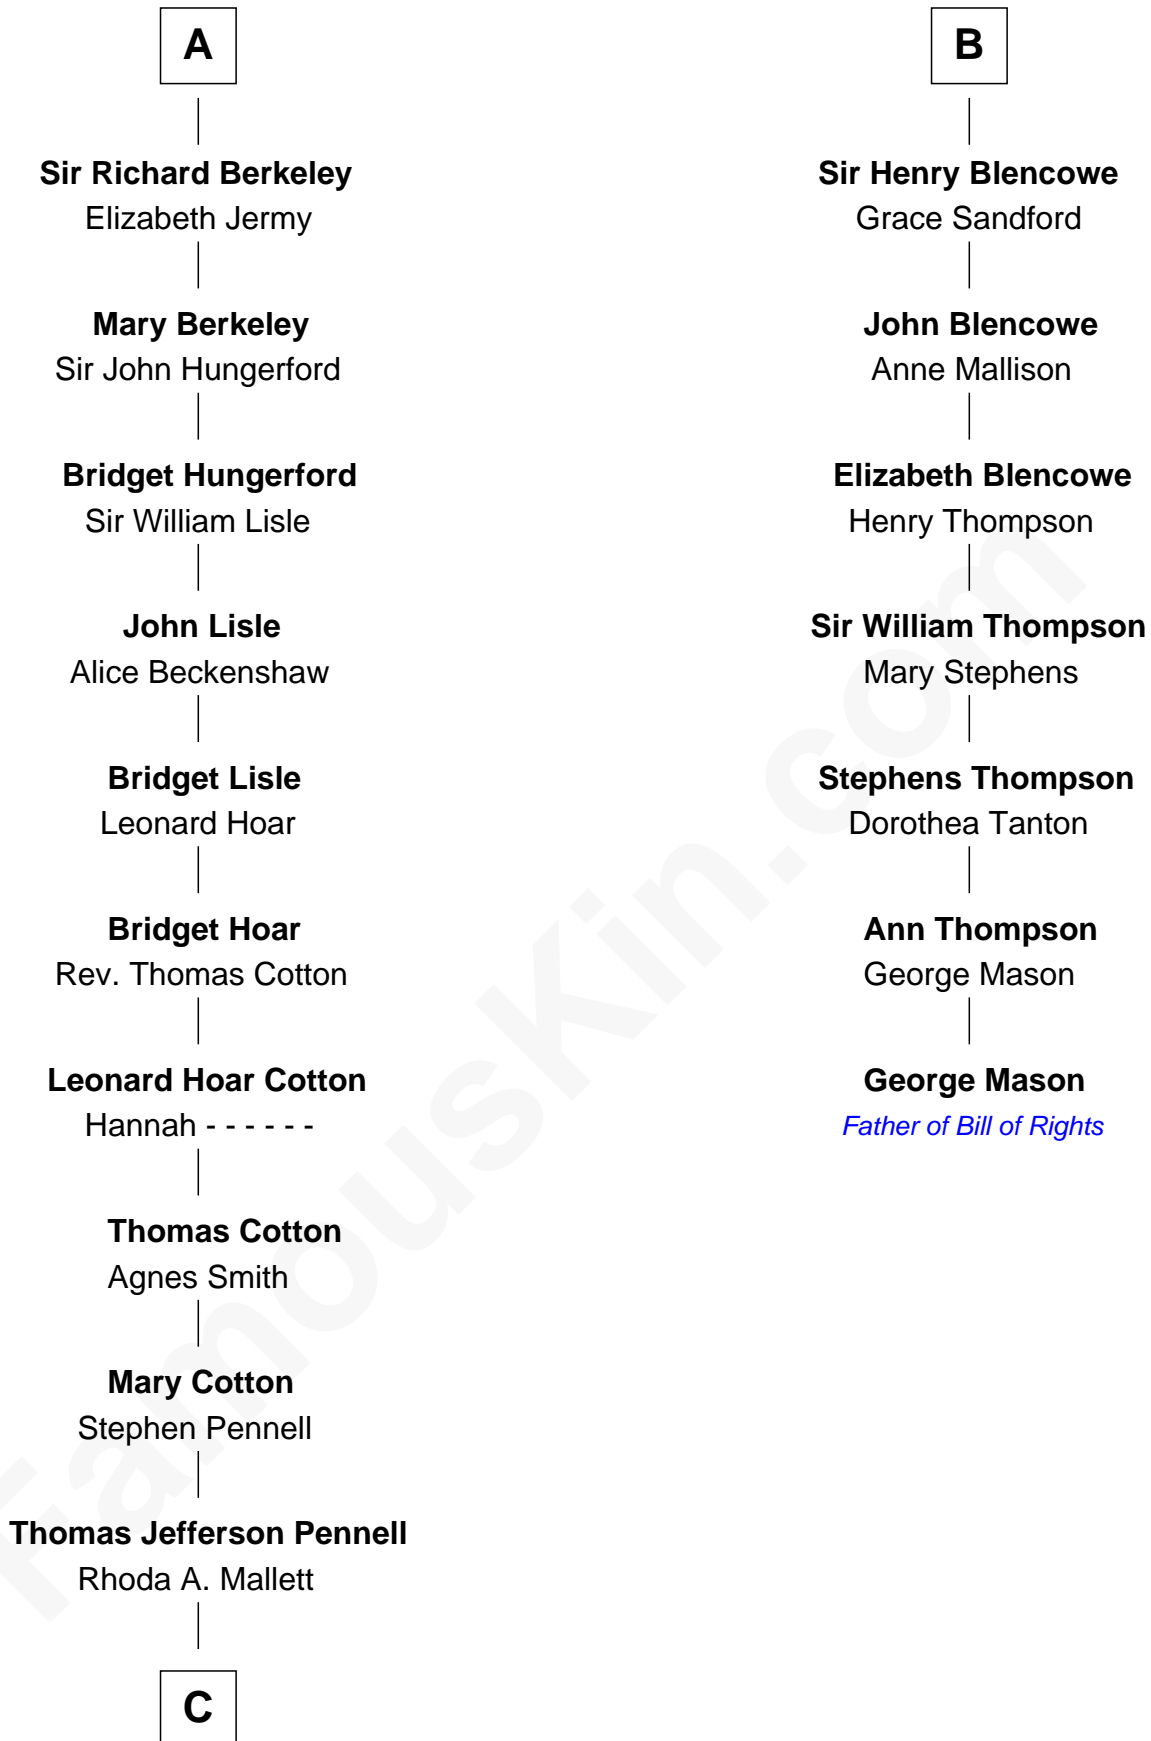 A
Sir Richard Berkeley
Elizabeth Jermy
Mary Berkeley
Sir John Hungerford
Bridget Hungerford
Sir William Lisle
John Lisle
Alice Beckenshaw
Bridget Lisle
Leonard Hoar
Bridget Hoar
Rev. Thomas Cotton
Leonard Hoar Cotton
Hannah - - - - - -
Thomas Cotton
Agnes Smith
Mary Cotton
Stephen Pennell
Thomas Jefferson Pennell
Rhoda A. Mallett
C
B
Sir Henry Blencowe
Grace Sandford
John Blencowe
Anne Mallison
Elizabeth Blencowe
Henry Thompson
Sir William Thompson
Mary Stephens
Stephens Thompson
Dorothea Tanton
Ann Thompson
George Mason
George Mason
Father of Bill of Rights
FamousKin.com